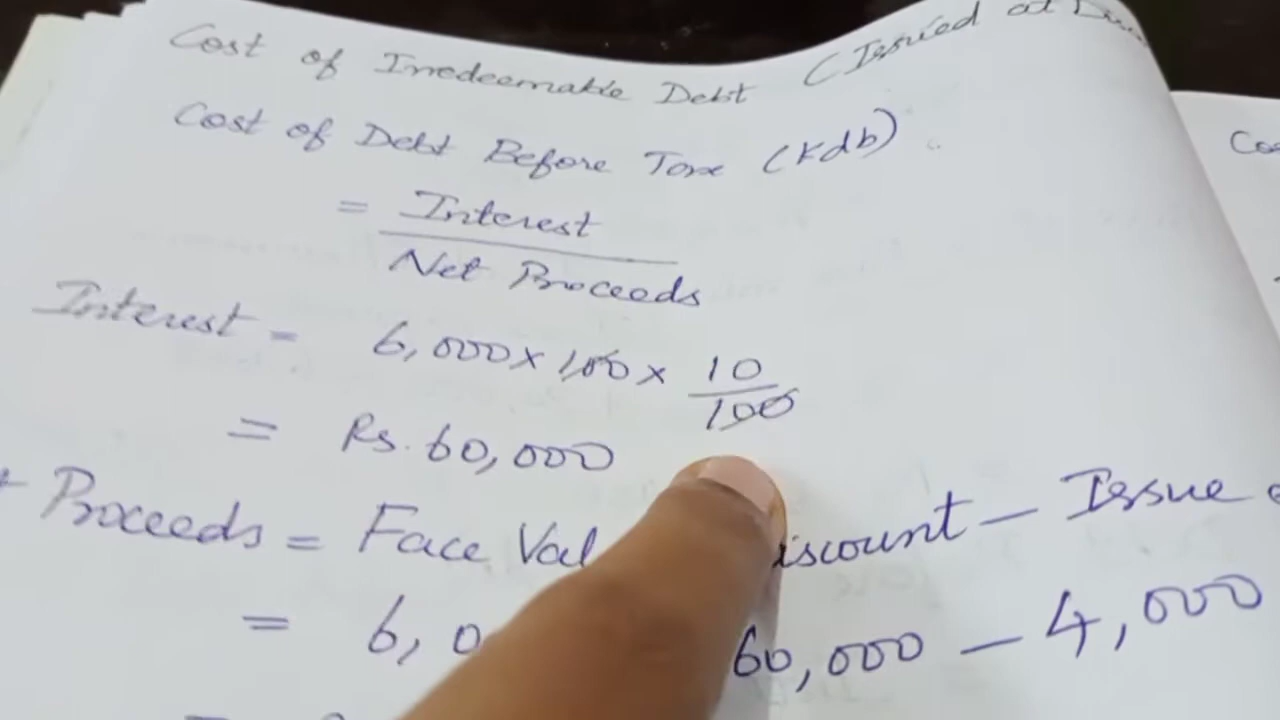 Cost of Irredeemable Debt (Issued at
Cost of Debt Before Tax (Kdb)
= Interest
Net Proceeds
Interest = 6,000 x 100 x 10
100
= Rs. 60,000
Proceeds = Face Val iscount - Issue
= 6,0 60,000 - 4,000